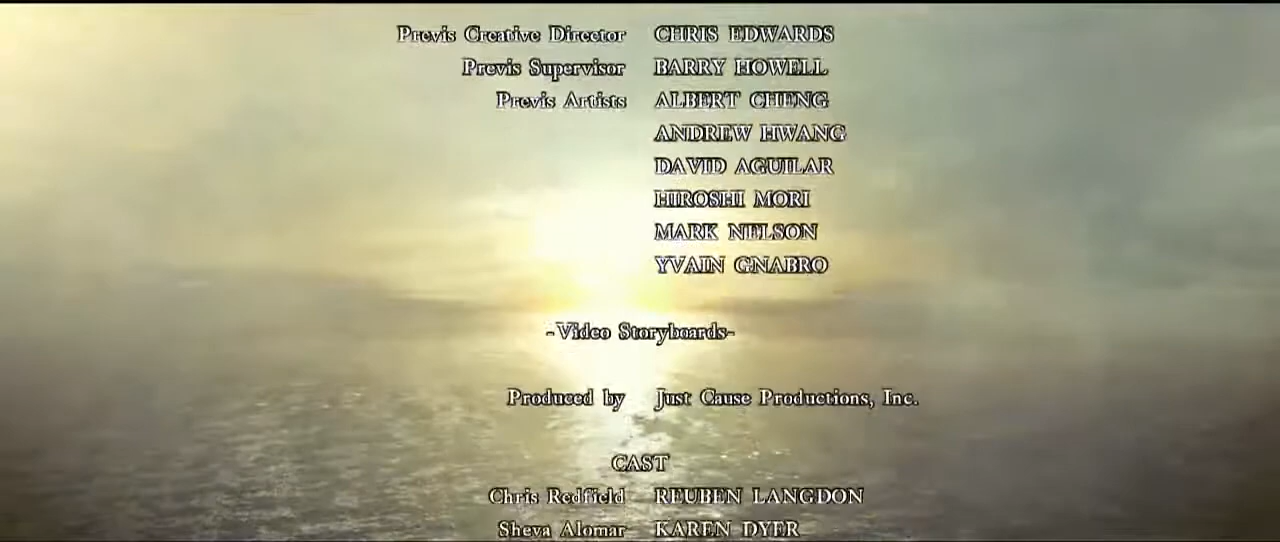 Previs Creative Director CHRIS EDWARDS
Previs Supervisor BARRY HOWELL
Previs Artists ALBERT CHENG
ANDREW HWANG
DAVID AGUILAR
HIROSHI MORI
MARK NELSON
YVAIN GNABRO
-Video Storyboards-
Produced by Just Cause Productions, Inc.
CAST
Chris Redfield REUBEN LANGDON
Sheva Alomar KAREN DYER